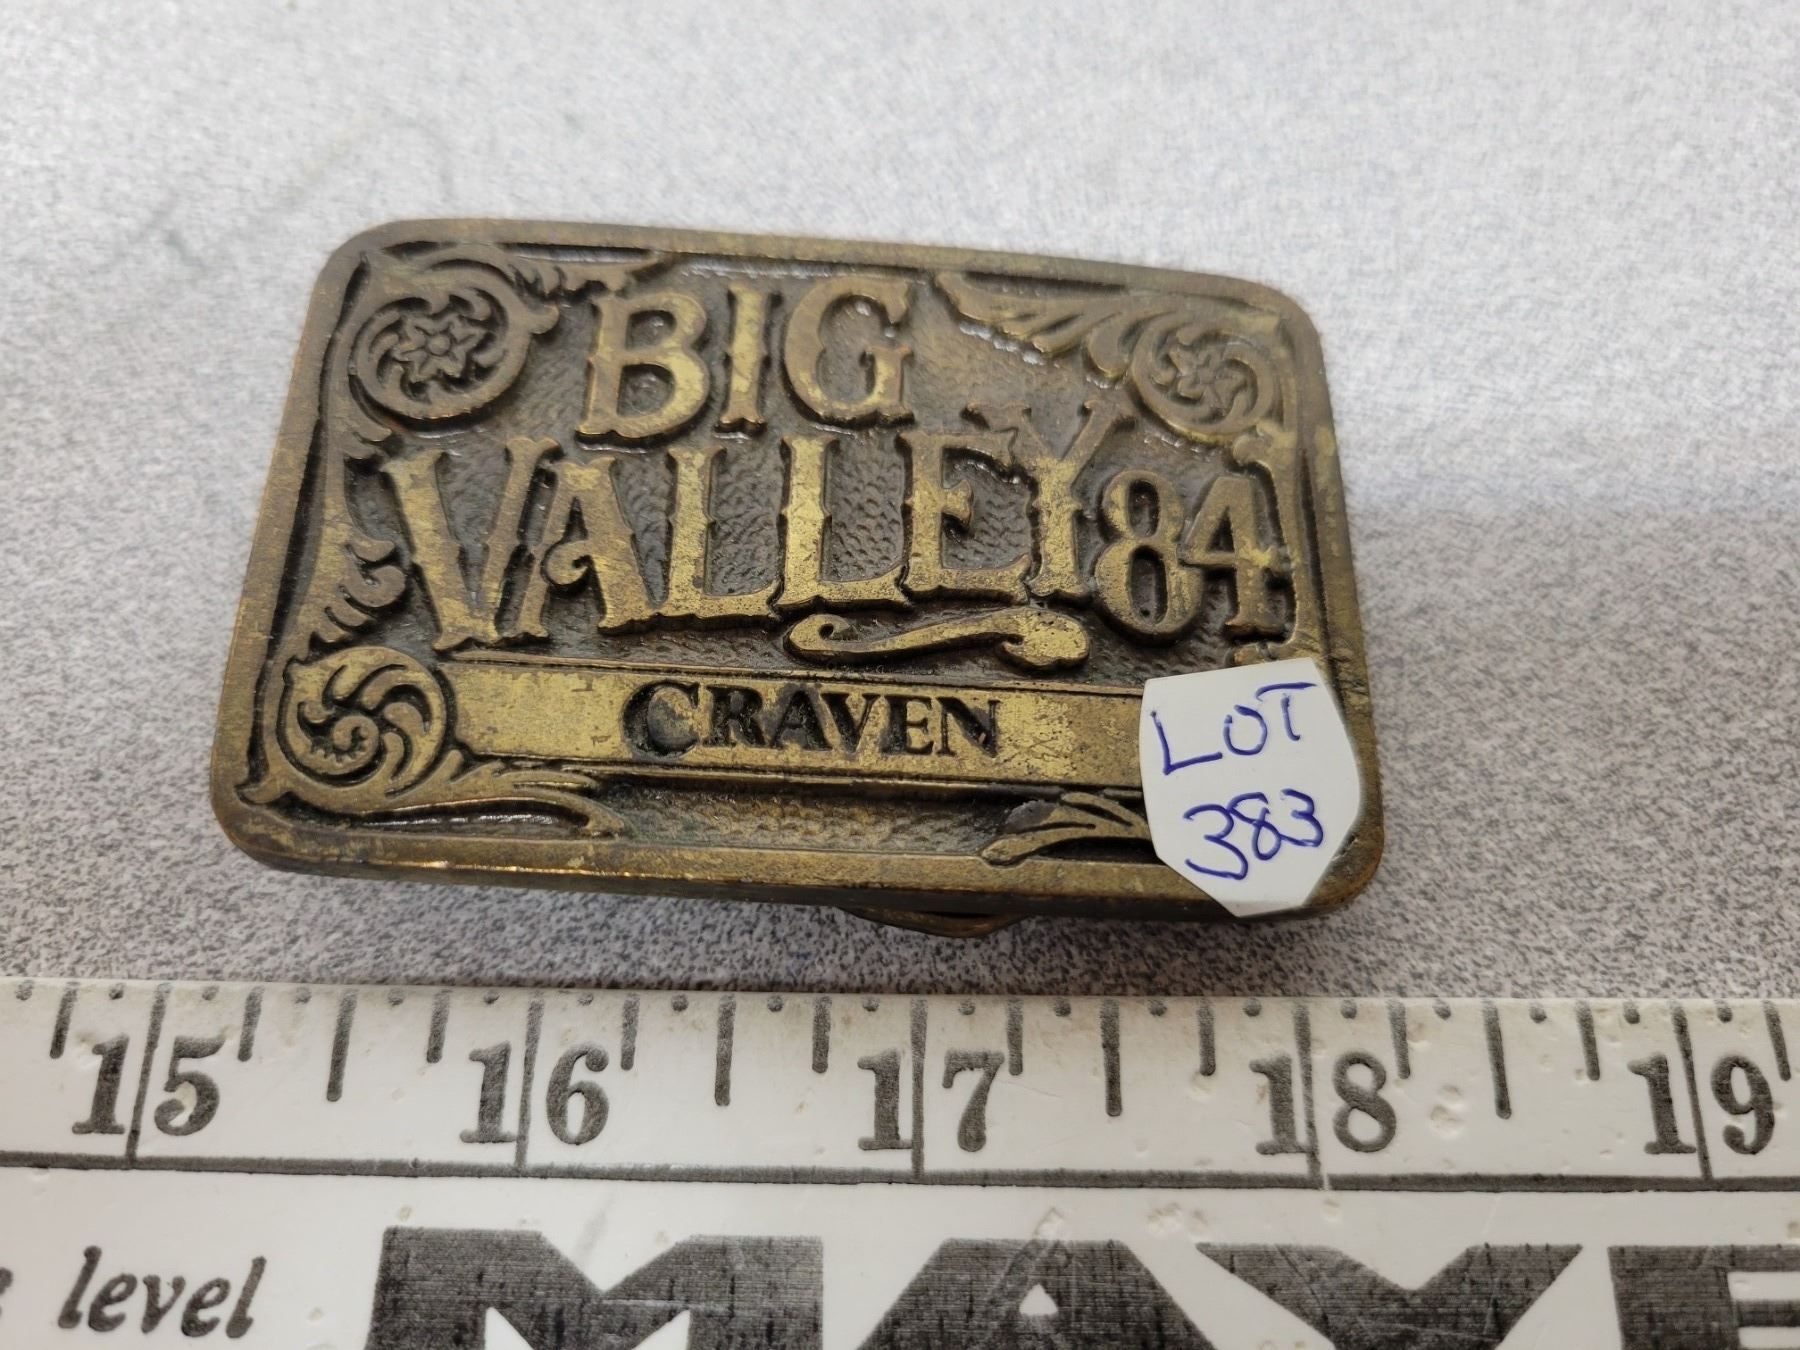 BIG
VALLEY 84
CRAVEN
LOT
383
15 16 17 18 19
level